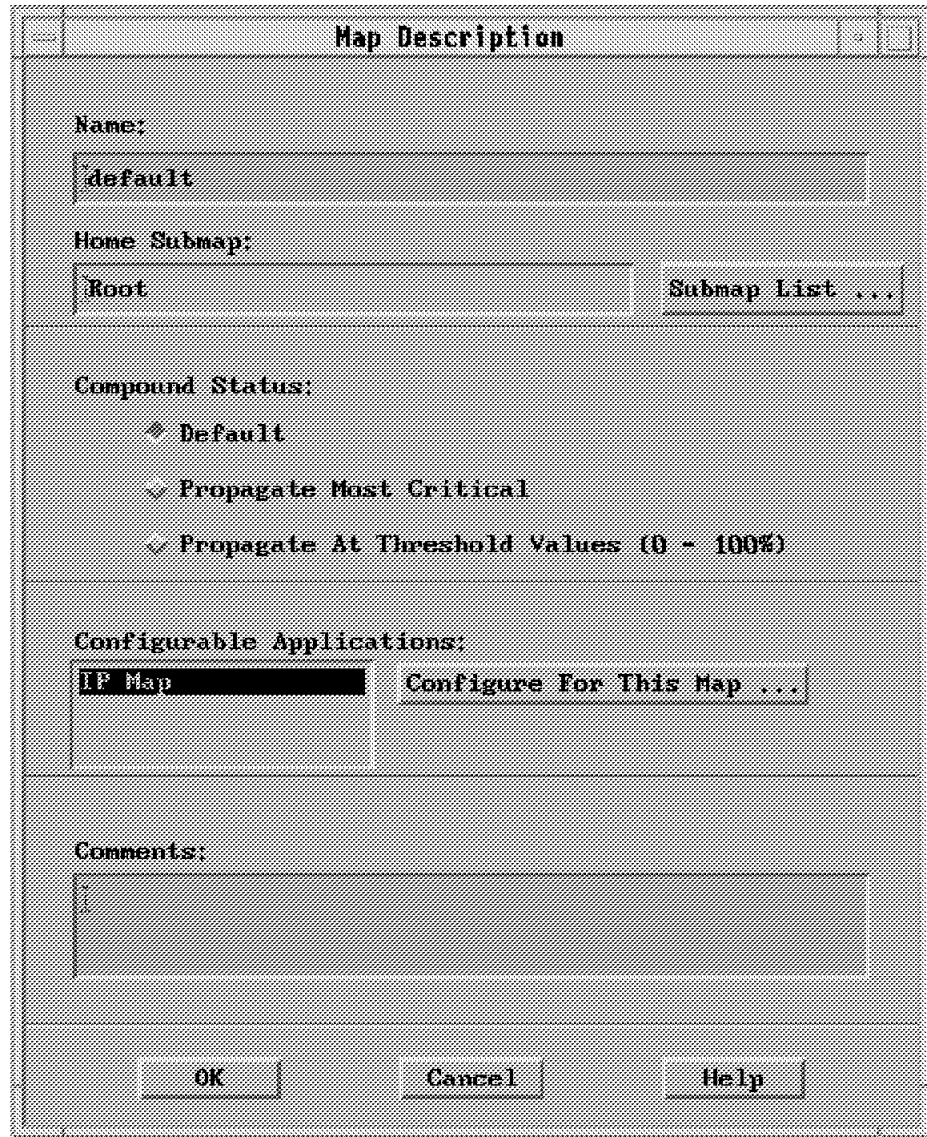 Map Description
Name:
default
Home Submap:
Root
Submap List ...
Compound Status:
Default
Propagate Most Critical
Propagate At Threshold Values (0 - 100%)
Configurable Applications:
IP Map
Configure For This Map ...
Comments:
OK
Cancel
Help